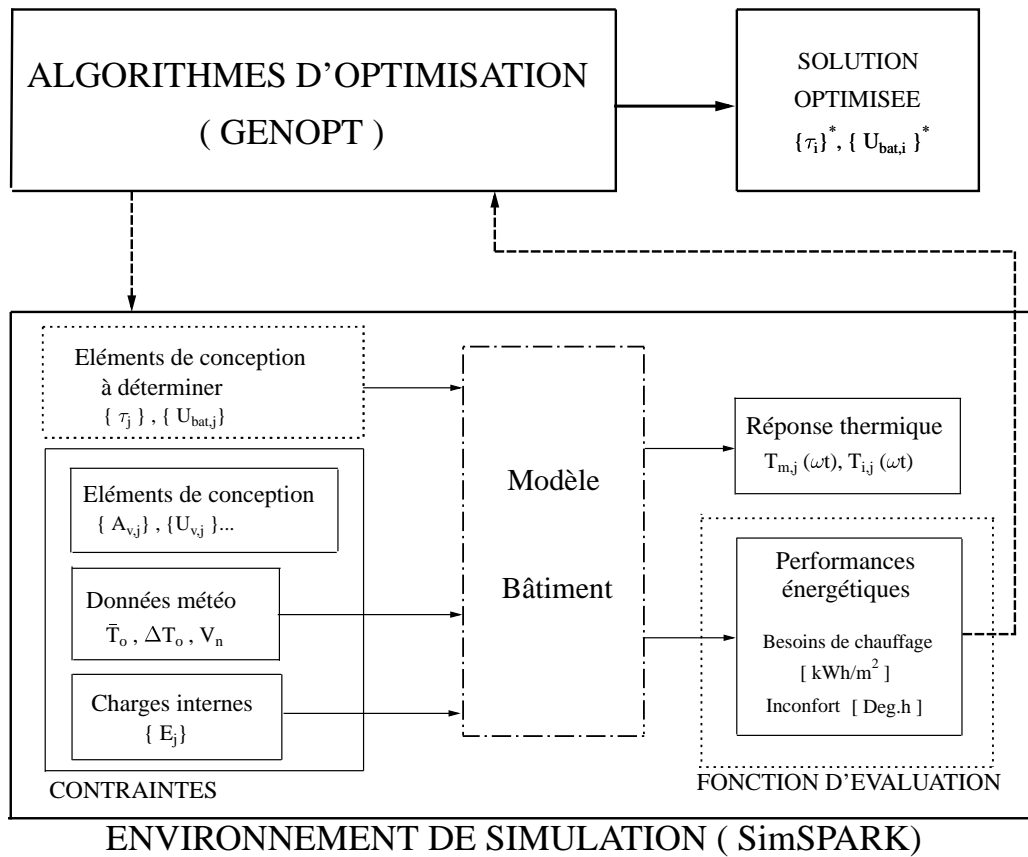 ALGORITHMES D'OPTIMISATION
( GENOPT )
SOLUTION
OPTIMISEE
{τi}*, { Ubat,i }*
Eléments de conception
à déterminer
{ τj } , { Ubat,j}
Eléments de conception
{ Av,j} , {Uv,j }...
Données météo
T̄o , ΔTo , Vn
Charges internes
{ Ej}
CONTRAINTES
Modèle
Bâtiment
Réponse thermique
Tm,j (ωt), Ti,j (ωt)
Performances
énergétiques
Besoins de chauffage
[ kWh/m² ]
Inconfort [ Deg.h ]
FONCTION D'EVALUATION
ENVIRONNEMENT DE SIMULATION ( SimSPARK)